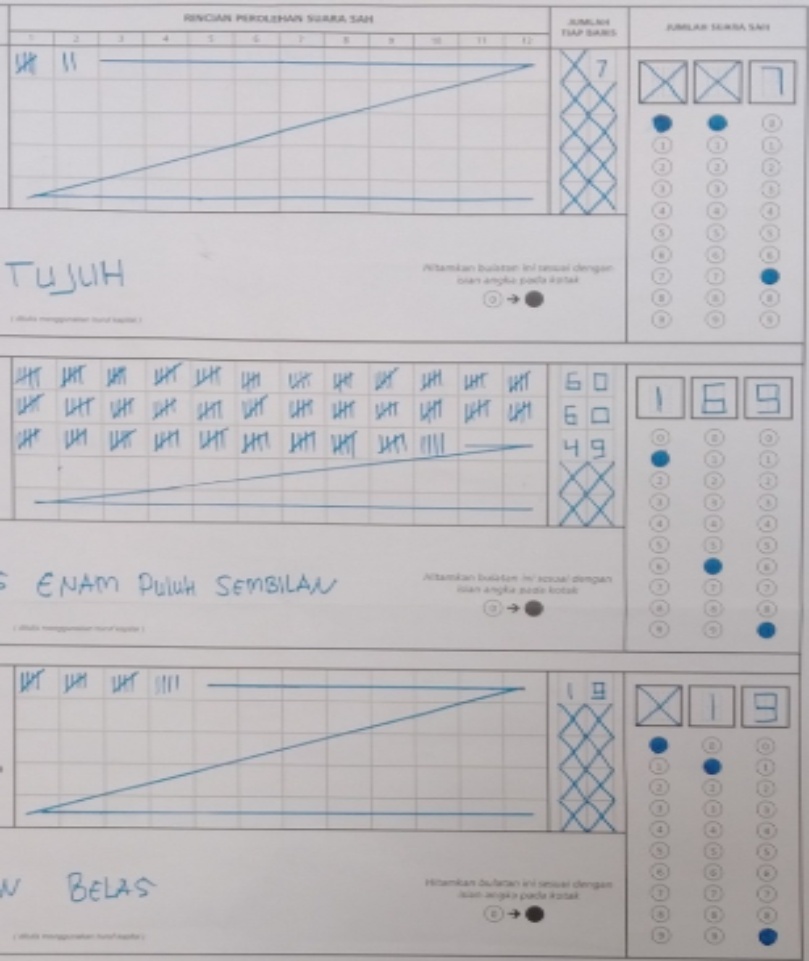 RINCIAN PEROLEHAN SUARA SAH
JUMLAH TIAP BARIS
JUMLAH SUARA SAH
1 2 3 4 5 6 7 8 9 10 11 12
7
X X 7
TUJUH
Hitamkan bulatan ini sesuai dengan
isian angka pada kotak
0 → ●
(ditulis menggunakan huruf kapital)
60
60
49
1 6 9
S ENAM PULUH SEMBILAN
Hitamkan bulatan ini sesuai dengan
isian angka pada kotak
0 → ●
(ditulis menggunakan huruf kapital)
19
X 1 9
N BELAS
Hitamkan bulatan ini sesuai dengan
isian angka pada kotak
0 → ●
(ditulis menggunakan huruf kapital)